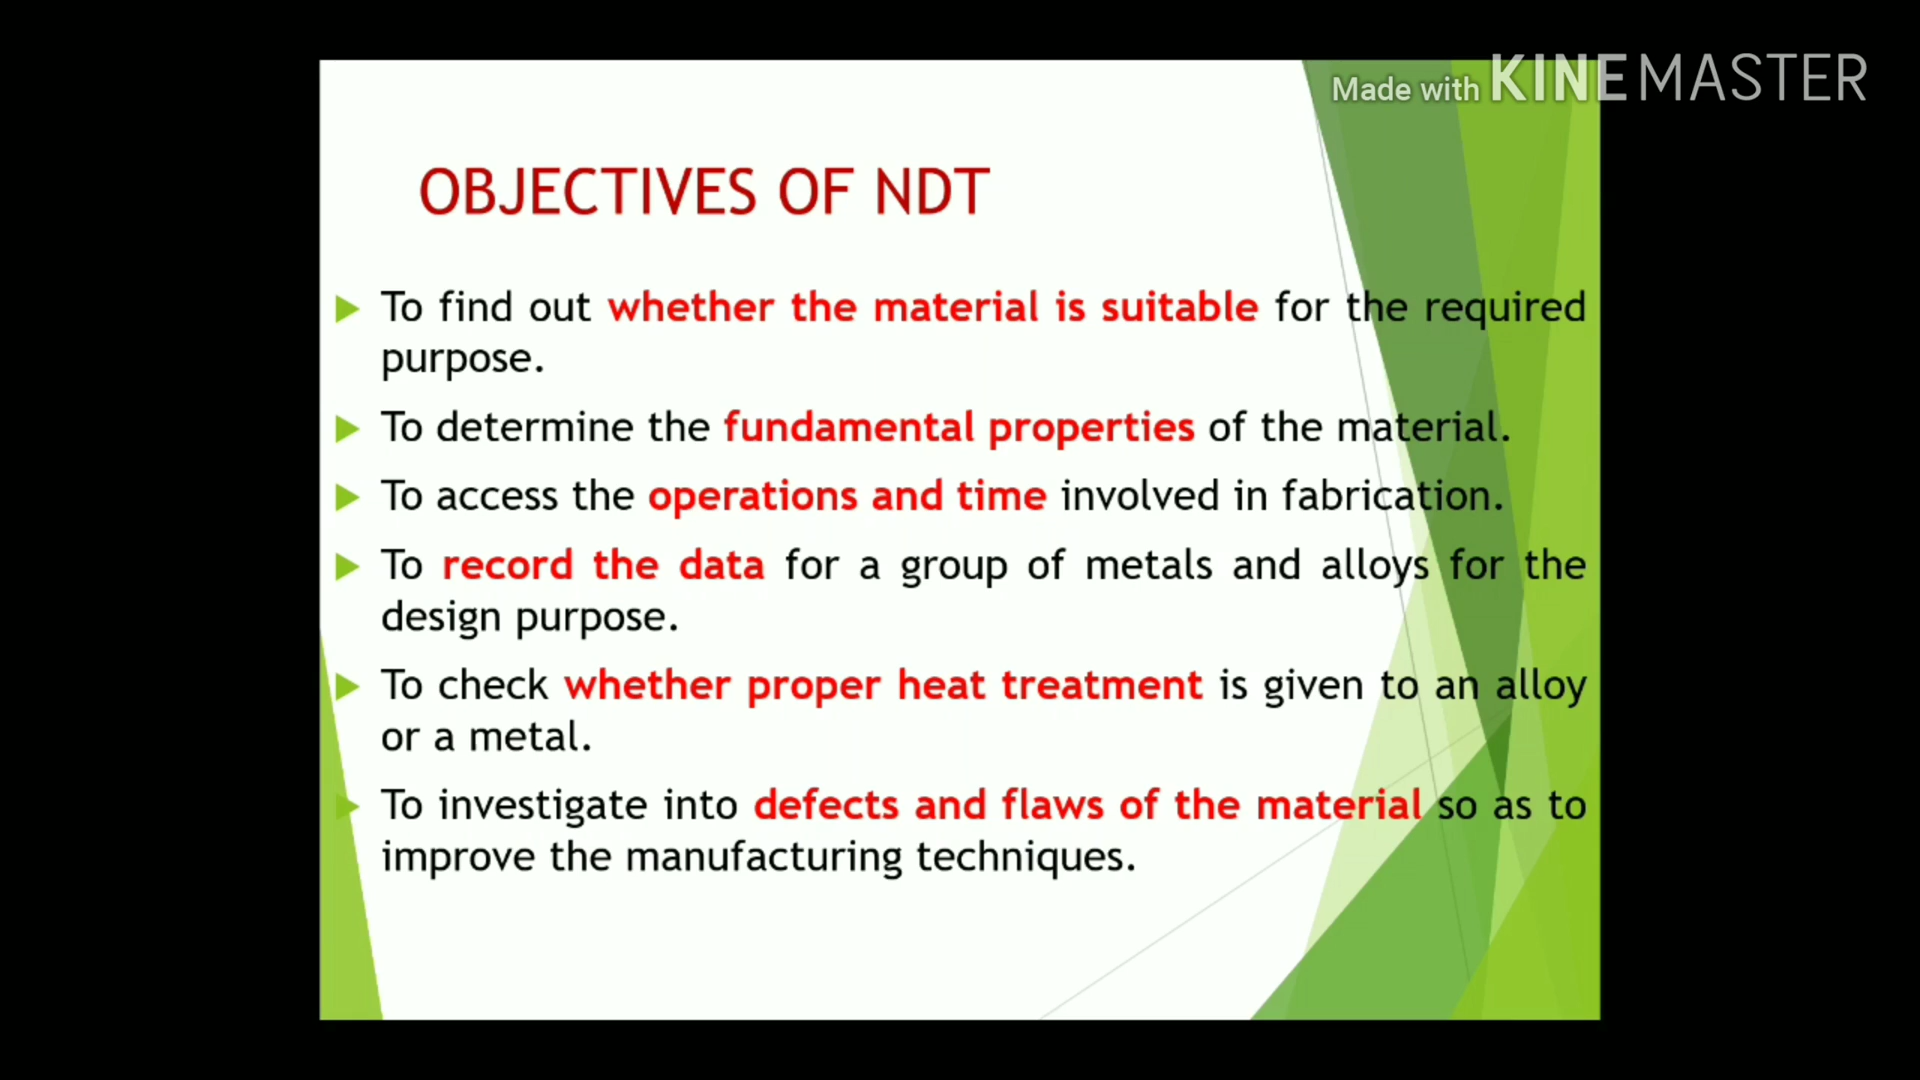 Made with KINEMASTER
OBJECTIVES OF NDT
To find out whether the material is suitable for the required
purpose.
To determine the fundamental properties of the material.
To access the operations and time involved in fabrication.
To record the data for a group of metals and alloys for the
design purpose.
To check whether proper heat treatment is given to an alloy
or a metal.
To investigate into defects and flaws of the material so as to
improve the manufacturing techniques.